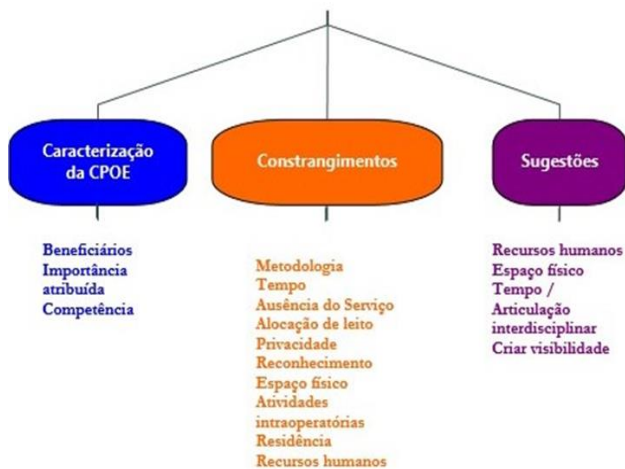 Caracterização
da CPOE
Constrangimentos
Sugestões
Beneficiários
Importância
atribuída
Competência
Metodologia
Tempo
Ausência do Serviço
Alocação de leito
Privacidade
Reconhecimento
Espaço físico
Atividades
intraoperatórias
Residência
Recursos humanos
Recursos humanos
Espaço físico
Tempo /
Articulação
interdisciplinar
Criar visibilidade